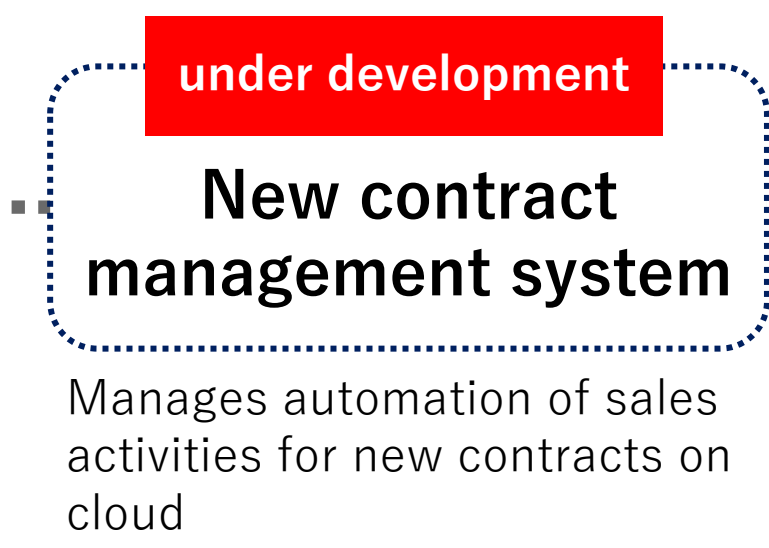 under development
New contract
management system
Manages automation of sales
activities for new contracts on
cloud